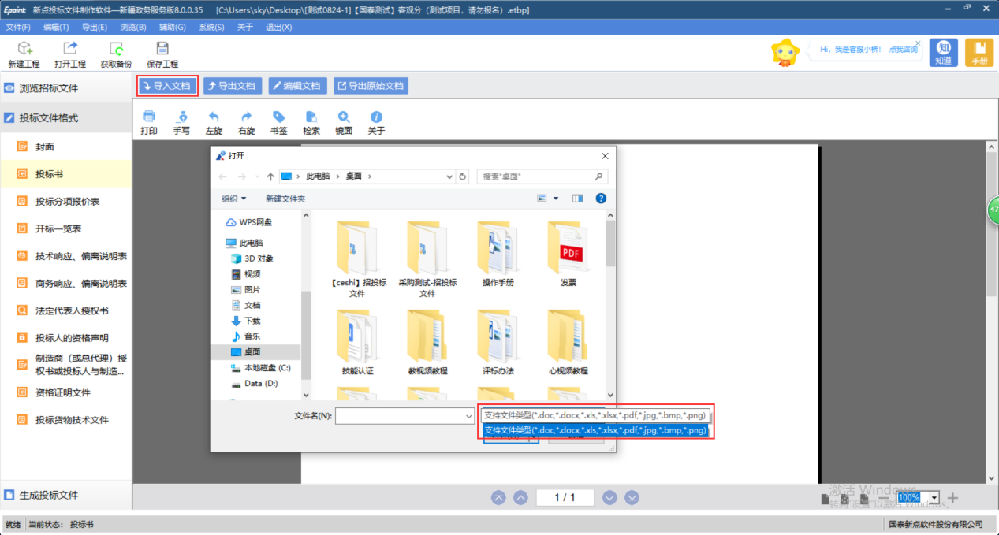 Epoint 新点投标文件制作软件—新疆政务服务版8.0.0.35 [C:\Users\sky\Desktop\[测试0824-1]【国泰测试】客观分（测试项目，请勿报名）.etbp]
文件(F) 编辑(T) 导出(E) 浏览(B) 辅助(G) 系统(S) 关于 退出(X)
新建工程 打开工程 获取备份 保存工程
Hi，我是客服小桥！ 点我咨询
知
知道 手册
浏览招标文件
导入文档 导出文档 编辑文档 导出原始文档
投标文件格式
打印 手写 左旋 右旋 书签 检索 镜面 关于
封面
投标书
投标分项报价表
开标一览表
技术响应、偏离说明表
商务响应、偏离说明表
法定代表人授权书
投标人的资格声明
制造商（或总代理）授
权书或投标人与制造...
资格证明文件
投标货物技术文件
生成投标文件
打开
此电脑 › 桌面 ›
搜索"桌面"
组织 新建文件夹
WPS网盘
此电脑
3D 对象
视频
图片
文档
下载
音乐
桌面
本地磁盘 (C:)
Data (D:)
【ceshi】招投标
文件
采购测试-招投标
文件
操作手册
PDF
发票
技能认证
教视频教程
评标办法
心视频教程
文件名(N):
支持文件类型(*.doc,*.docx,*.xls,*.xlsx,*.pdf,*.jpg,*.bmp,*.png)
支持文件类型(*.doc,*.docx,*.xls,*.xlsx,*.pdf,*.jpg,*.bmp,*.png)
47
1 / 1
激活 Windows
转到"设置"以激活 Windows。
100%
就绪 当前状态： 投标书
国泰新点软件股份有限公司